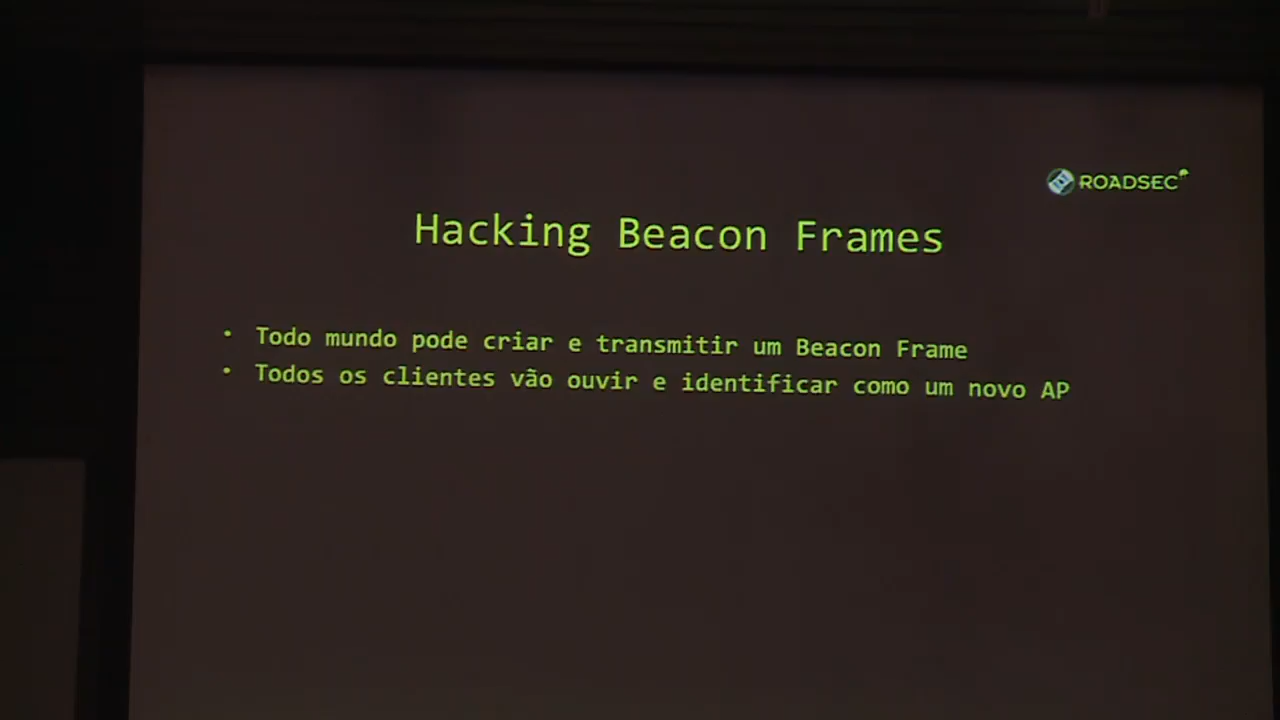 ROADSEC
Hacking Beacon Frames
• Todo mundo pode criar e transmitir um Beacon Frame
• Todos os clientes vão ouvir e identificar como um novo AP